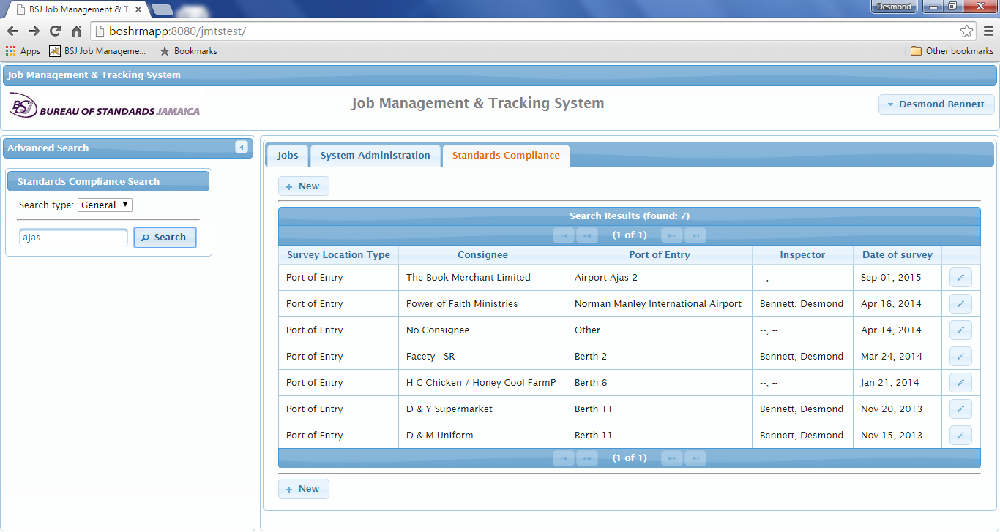 BSJ Job Management & T
Desmond
boshrmapp:8080/jmtstest/
Apps BSJ Job Manageme... Bookmarks Other bookmarks
Job Management & Tracking System
BSJ BUREAU OF STANDARDS JAMAICA
Job Management & Tracking System
Desmond Bennett
Advanced Search
Standards Compliance Search
Search type: General
ajas Search
Jobs System Administration Standards Compliance
+ New
Search Results (found: 7)
(1 of 1)
Survey Location Type Consignee Port of Entry Inspector Date of survey
Port of Entry The Book Merchant Limited Airport Ajas 2 --, -- Sep 01, 2015
Port of Entry Power of Faith Ministries Norman Manley International Airport Bennett, Desmond Apr 16, 2014
Port of Entry No Consignee Other --, -- Apr 14, 2014
Port of Entry Facety - SR Berth 2 Bennett, Desmond Mar 24, 2014
Port of Entry H C Chicken / Honey Cool FarmP Berth 6 --, -- Jan 21, 2014
Port of Entry D & Y Supermarket Berth 11 Bennett, Desmond Nov 20, 2013
Port of Entry D & M Uniform Berth 11 Bennett, Desmond Nov 15, 2013
(1 of 1)
+ New